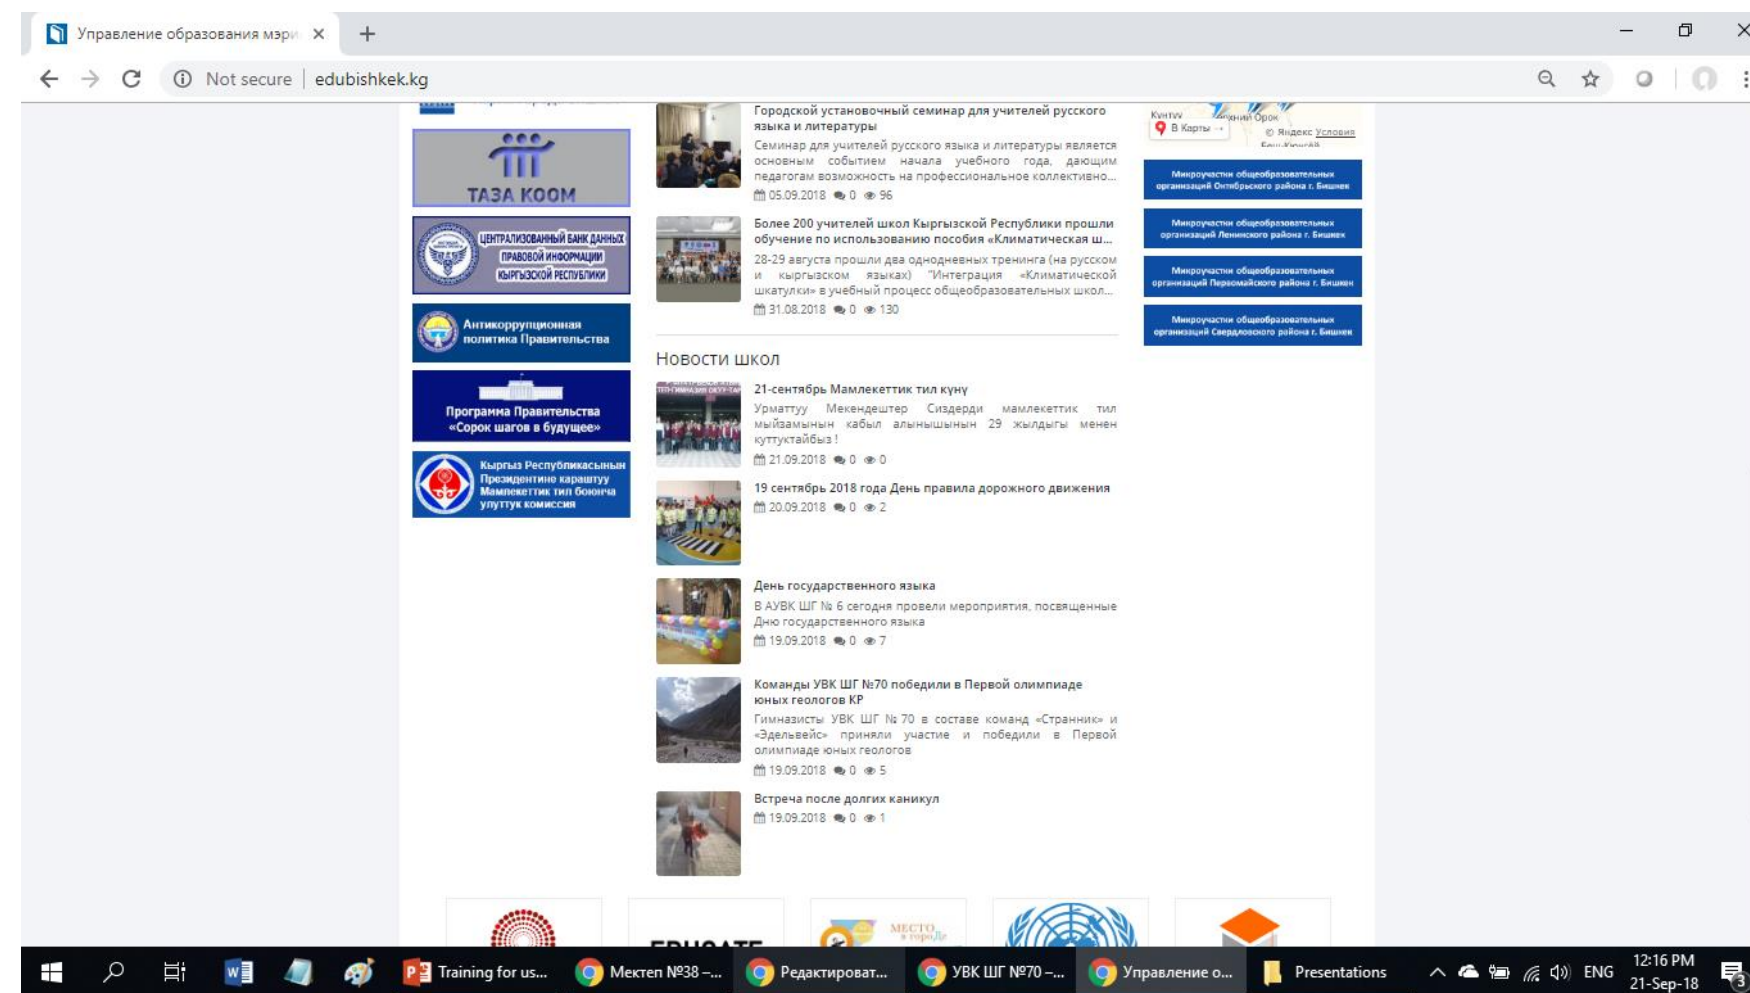 Управление образования мэри
Not secure | edubishkek.kg
ТАЗА КООМ
ЦЕНТРАЛИЗОВАННЫЙ БАНК ДАННЫХ
ПРАВОВОЙ ИНФОРМАЦИИ
КЫРГЫЗСКОЙ РЕСПУБЛИКИ
Антикоррупционная
политика Правительства
Программа Правительства
«Сорок шагов в будущее»
Кыргыз Республикасынын
Президентине караштуу
Мамлекеттик тил боюнча
улуттук комиссия
Городской установочный семинар для учителей русского
языка и литературы
Семинар для учителей русского языка и литературы является
основным событием начала учебного года, дающим
педагогам возможность на профессиональное коллективно...
05.09.2018 0 96
Более 200 учителей школ Кыргызской Республики прошли
обучение по использованию пособия «Климатическая ш...
28-29 августа прошли два однодневных тренинга (на русском
и кыргызском языках) "Интеграция «Климатической
шкатулки» в учебный процесс общеобразовательных школ...
31.08.2018 0 130
Новости школ
21-сентябрь Мамлекеттик тил күнү
Урматтуу Мекендештер Сиздерди мамлекеттик тил
мыйзамынын кабыл алынышынын 29 жылдыгы менен
куттуктайбыз !
21.09.2018 0 0
19 сентябрь 2018 года День правила дорожного движения
20.09.2018 0 2
День государственного языка
В АУВК ШГ № 6 сегодня провели мероприятия, посвященные
Дню государственного языка
19.09.2018 0 7
Команды УВК ШГ №70 победили в Первой олимпиаде
юных геологов КР
Гимназисты УВК ШГ № 70 в составе команд «Странник» и
«Эдельвейс» приняли участие и победили в Первой
олимпиаде юных геологов
19.09.2018 0 5
Встреча после долгих каникул
19.09.2018 0 1
В Карты
© Яндекс Условия
Микроучастки общеобразовательных
организаций Октябрьского района г. Бишкек
Микроучастки общеобразовательных
организаций Ленинского района г. Бишкек
Микроучастки общеобразовательных
организаций Первомайского района г. Бишкек
Микроучастки общеобразовательных
организаций Свердловского района г. Бишкек
МЕСТО
в городе
Training for us... Мектеп №38 –... Редактироват... УВК ШГ №70 –... Управление о... Presentations ENG 12:16 PM
21-Sep-18
3